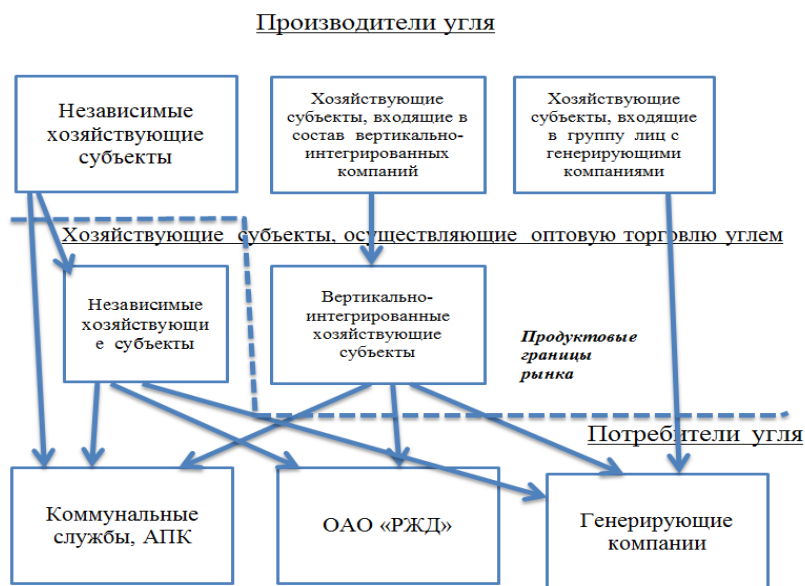 Производители угля
Независимые
хозяйствующие
субъекты
Хозяйствующие
субъекты, входящие в
состав вертикально-
интегрированных
компаний
Хозяйствующие
субъекты, входящие
в группу лиц с
генерирующими
компаниями
Хозяйствующие субъекты, осуществляющие оптовую торговлю углем
Независимые
хозяйствующи
е субъекты
Вертикально-
интегрированные
хозяйствующие
субъекты
Продуктовые
границы
рынка
Потребители угля
Коммунальные
службы, АПК
ОАО «РЖД»
Генерирующие
компании